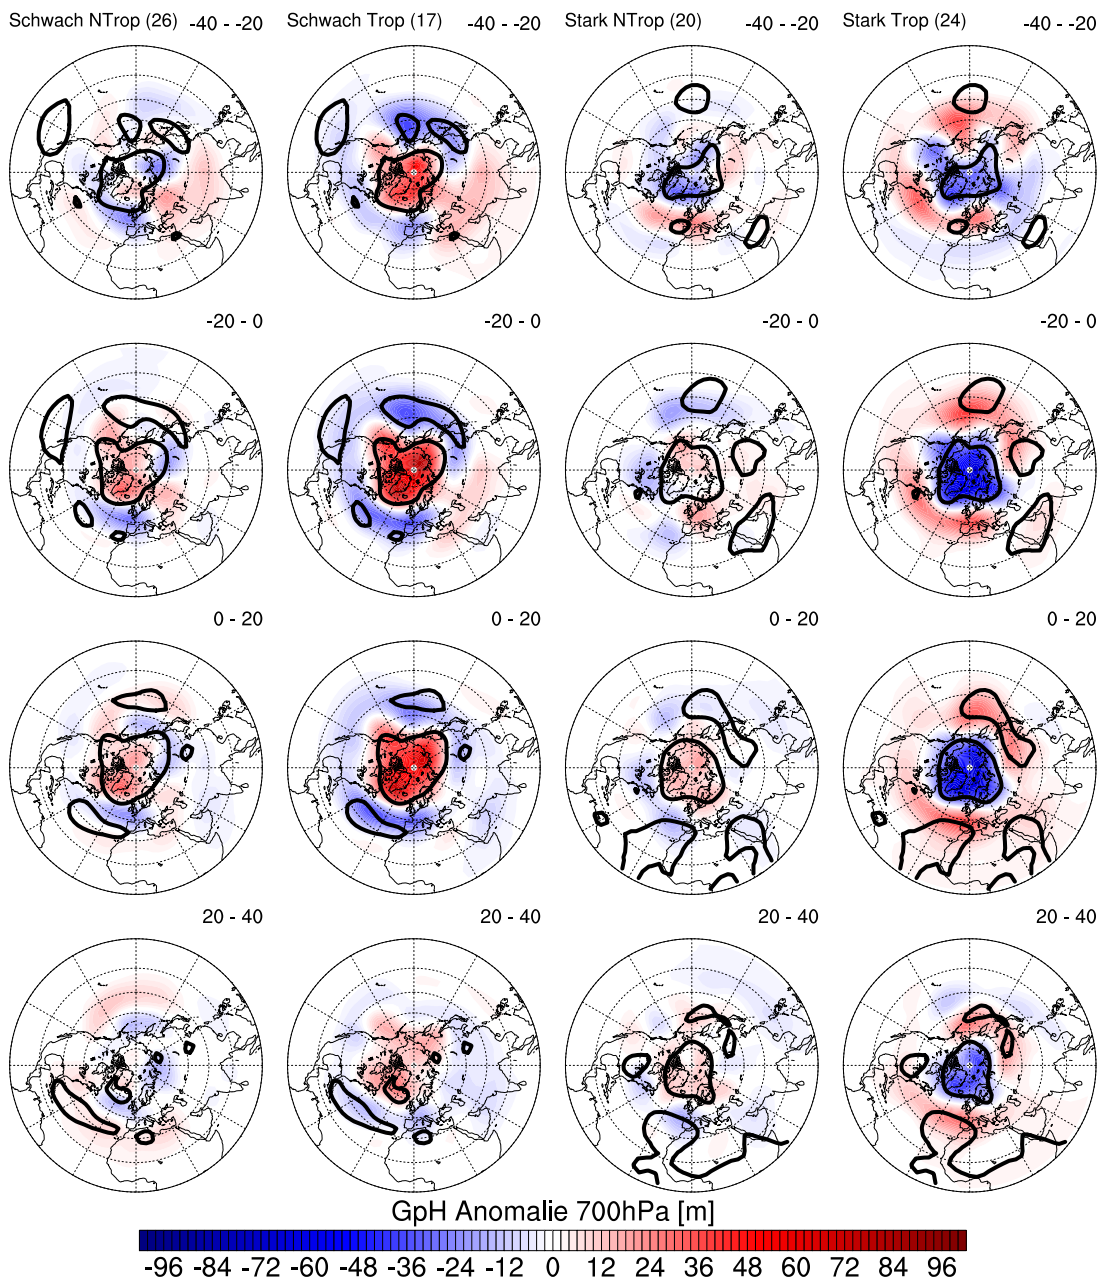 Schwach NTrop (26) -40 - -20 Schwach Trop (17) -40 - -20 Stark NTrop (20) -40 - -20 Stark Trop (24) -40 - -20
-20 - 0 -20 - 0 -20 - 0 -20 - 0
0 - 20 0 - 20 0 - 20 0 - 20
20 - 40 20 - 40 20 - 40 20 - 40
GpH Anomalie 700hPa [m]
-96 -84 -72 -60 -48 -36 -24 -12 0 12 24 36 48 60 72 84 96